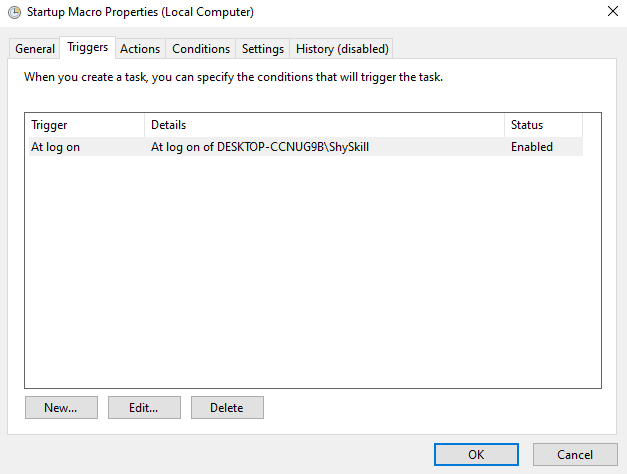 Startup Macro Properties (Local Computer)
General Triggers Actions Conditions Settings History (disabled)
When you create a task, you can specify the conditions that will trigger the task.
Trigger Details Status
At log on At log on of DESKTOP-CCNUG9B\ShySkill Enabled
New... Edit... Delete
OK Cancel